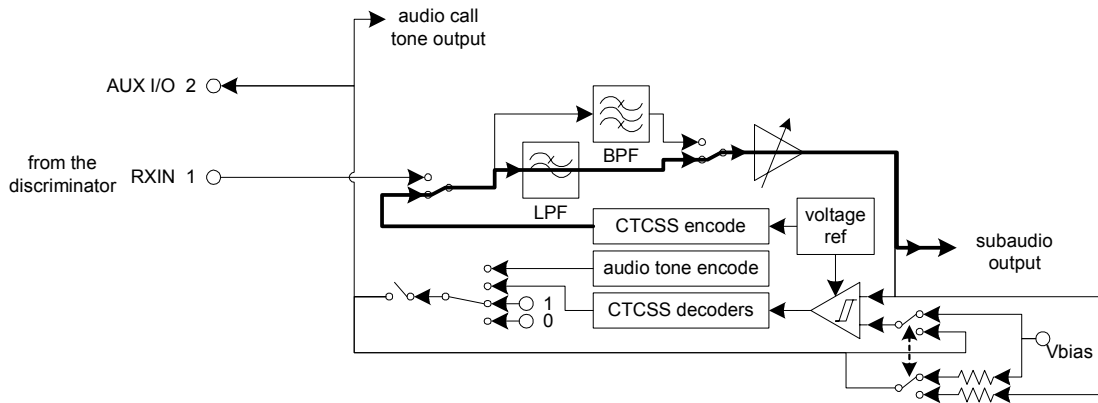 audio call
tone output
AUX I/O 2
from the
discriminator
RXIN 1
BPF
LPF
CTCSS encode
voltage
ref
subaudio
output
audio tone encode
CTCSS decoders
1
0
Vbias